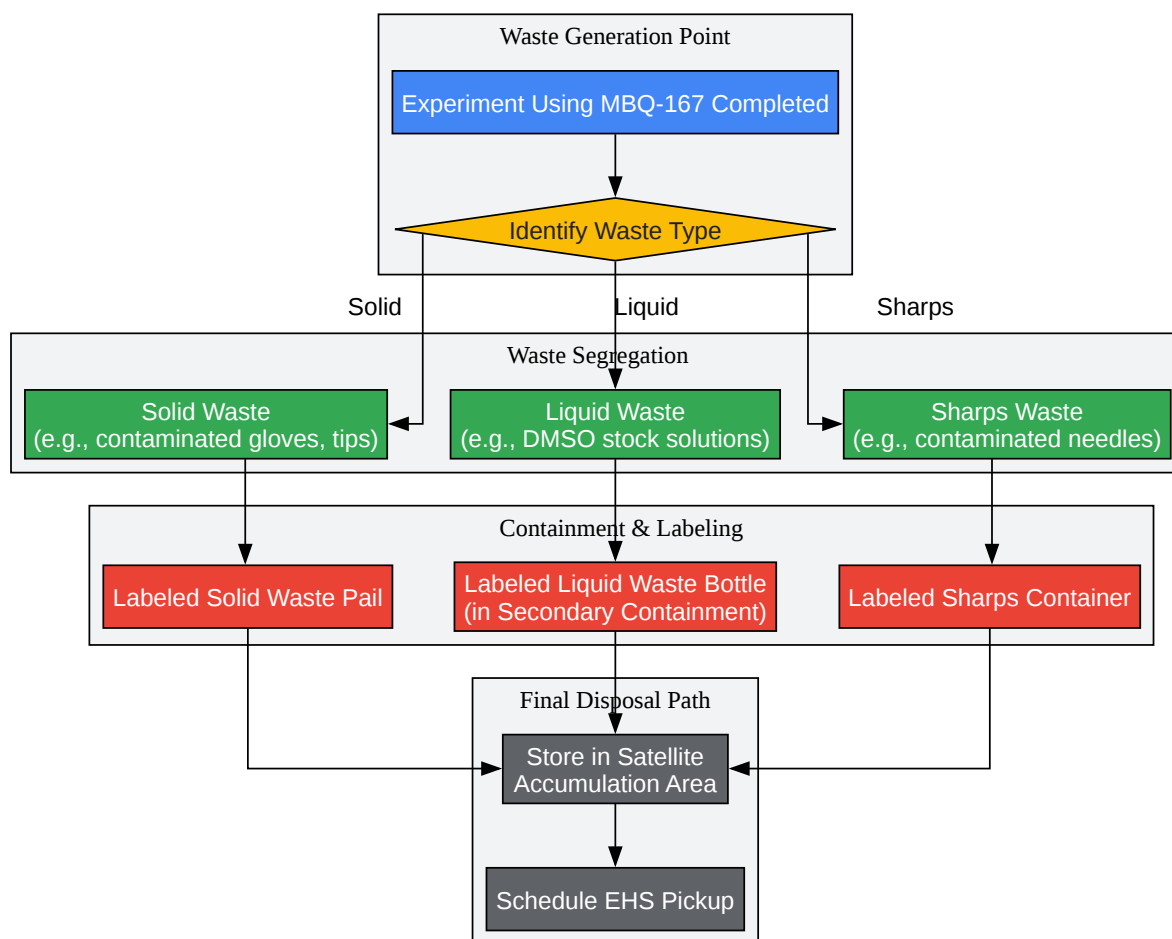 Waste Generation Point
Experiment Using MBQ-167 Completed
Identify Waste Type
Solid
Liquid
Sharps
Waste Segregation
Solid Waste
(e.g., contaminated gloves, tips)
Liquid Waste
(e.g., DMSO stock solutions)
Sharps Waste
(e.g., contaminated needles)
Containment & Labeling
Labeled Solid Waste Pail
Labeled Liquid Waste Bottle
(in Secondary Containment)
Labeled Sharps Container
Final Disposal Path
Store in Satellite
Accumulation Area
Schedule EHS Pickup